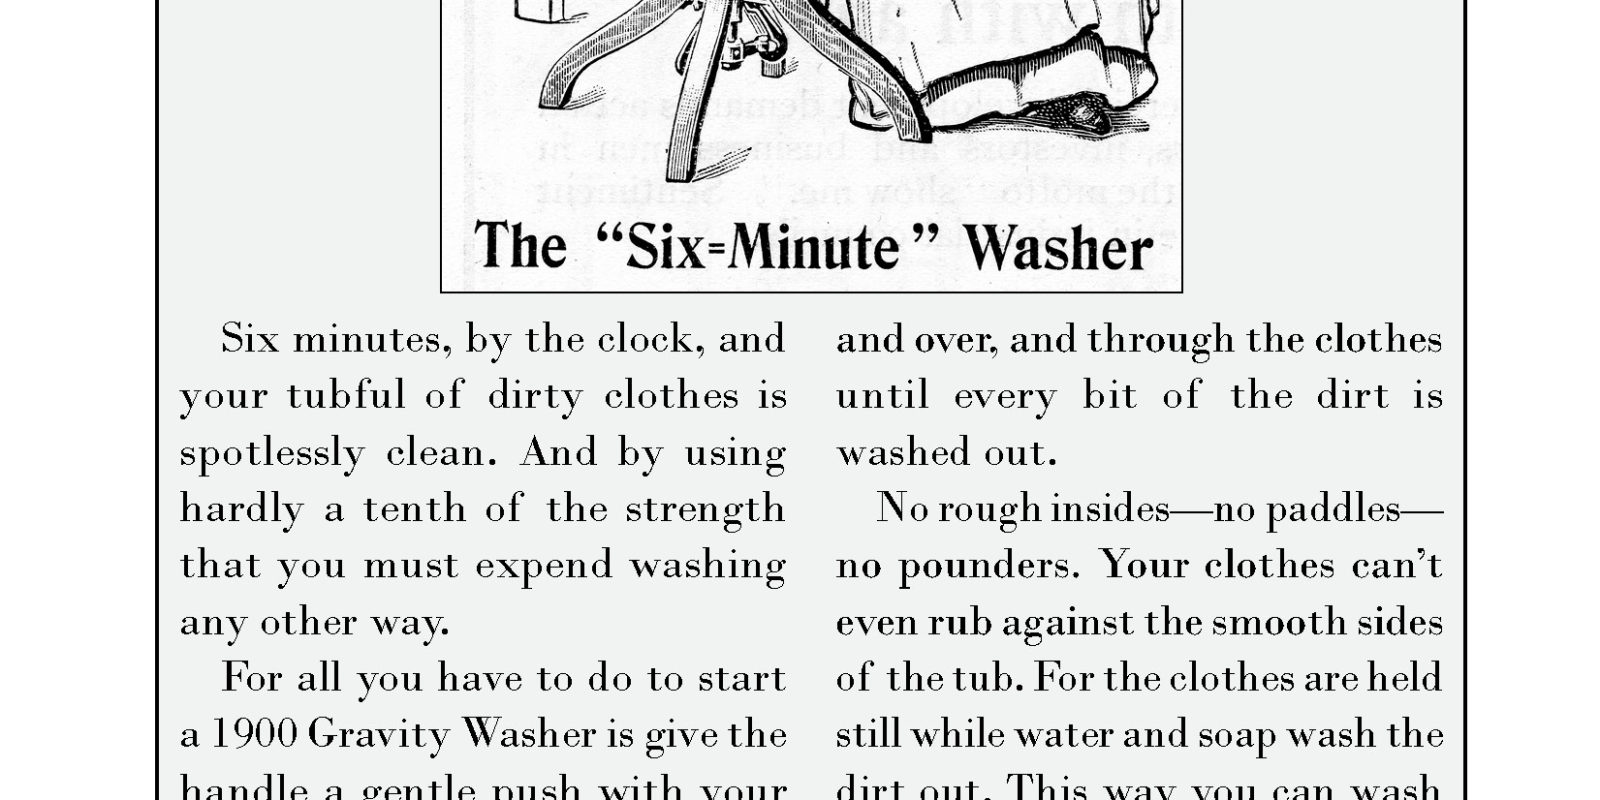 The “Six=Minute” Washer
Six minutes, by the clock, and
your tubful of dirty clothes is
spotlessly clean. And by using
hardly a tenth of the strength
that you must expend washing
any other way.
For all you have to do to start
a 1900 Gravity Washer is give the
handle a gentle push with your
and over, and through the clothes
until every bit of the dirt is
washed out.
No rough insides—no paddles—
no pounders. Your clothes can’t
even rub against the smooth sides
of the tub. For the clothes are held
still while water and soap wash the
dirt out. This way you can wash